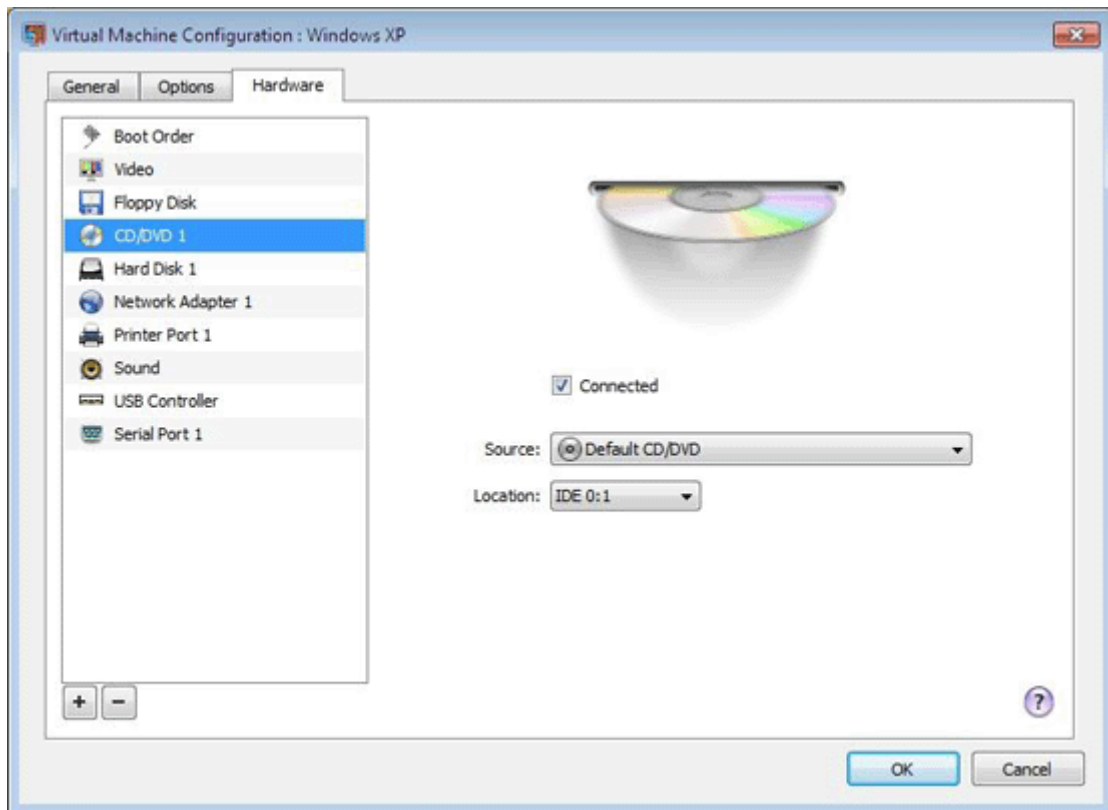 Virtual Machine Configuration : Windows XP
General Options Hardware
Boot Order
Video
Floppy Disk
CD/DVD 1
Hard Disk 1
Network Adapter 1
Printer Port 1
Sound
USB Controller
Serial Port 1
Connected
Source: Default CD/DVD
Location: IDE 0:1
+ −
?
OK Cancel